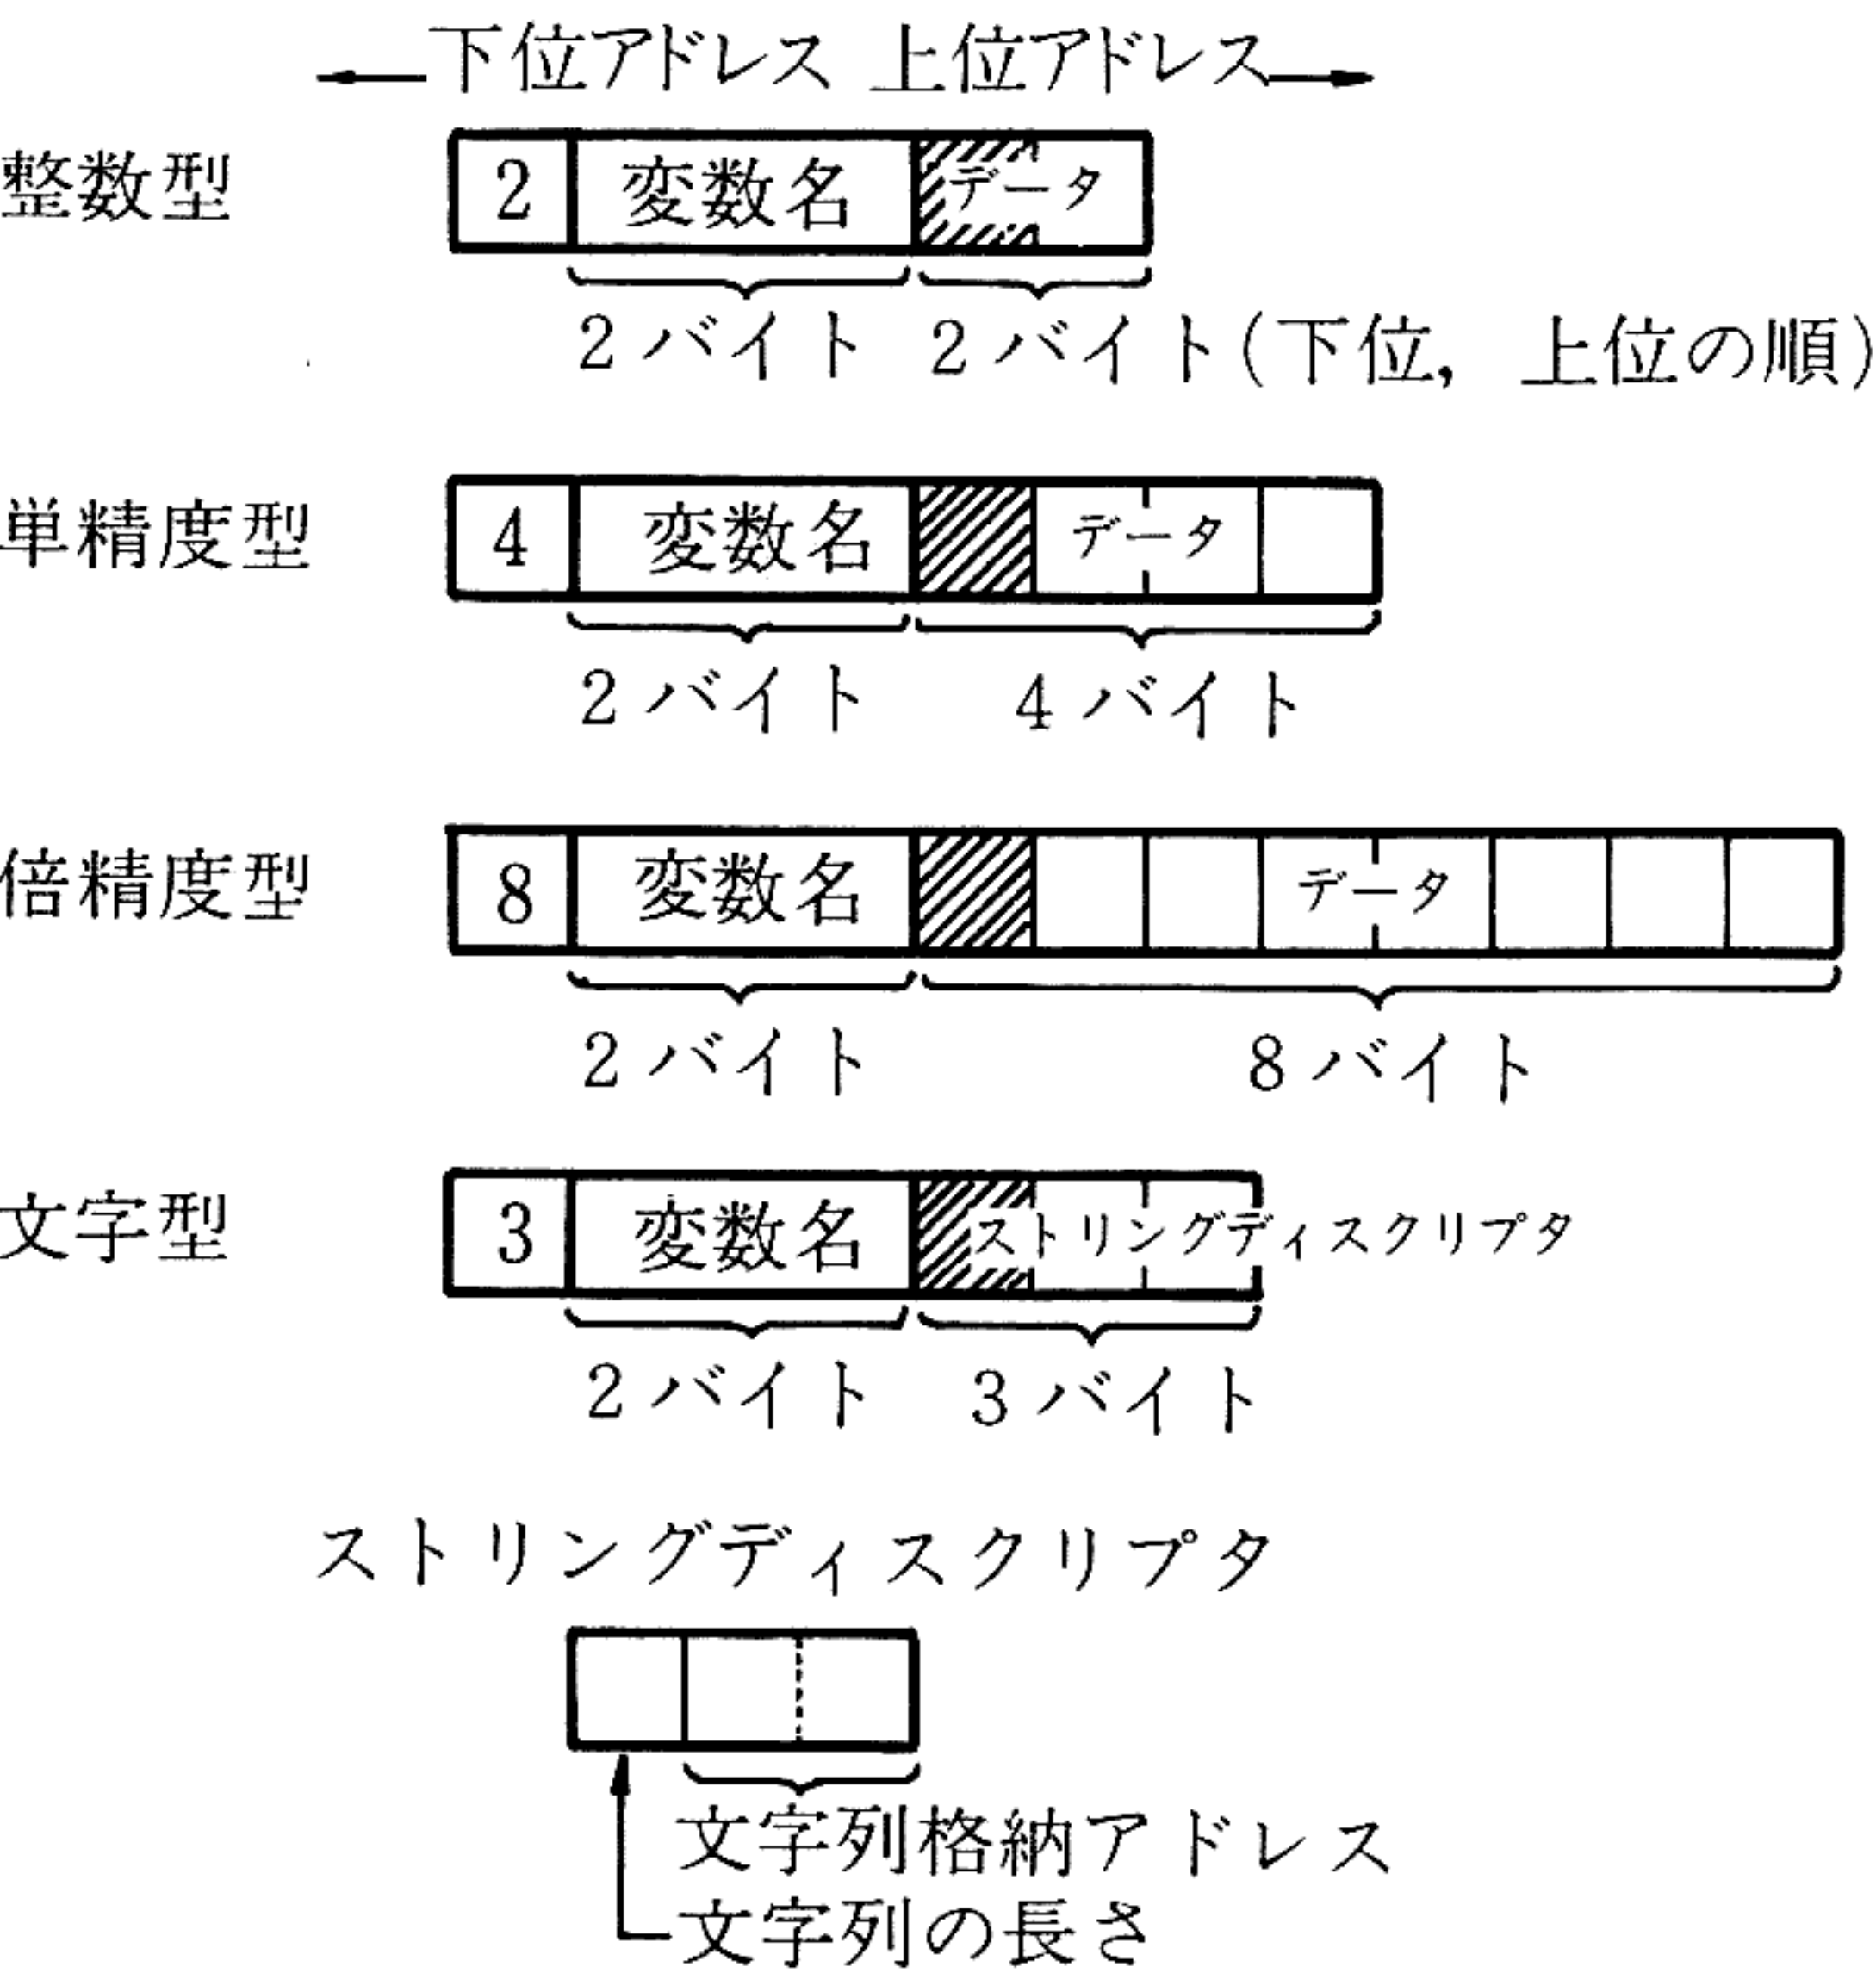 下位アドレス 上位アドレス
整数型 2 変数名 データ
2バイト 2バイト(下位, 上位の順)
単精度型 4 変数名 データ
2バイト 4バイト
倍精度型 8 変数名 データ
2バイト 8バイト
文字型 3 変数名 ストリングディスクリプタ
2バイト 3バイト
ストリングディスクリプタ
文字列格納アドレス
文字列の長さ